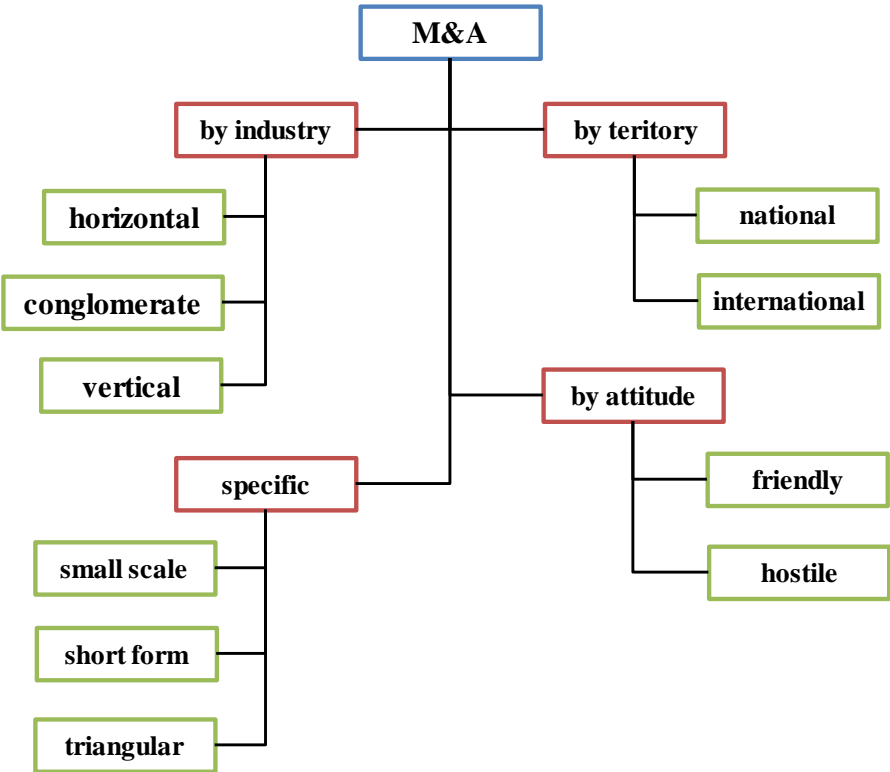 M&A
by industry
by teritory
horizontal
national
conglomerate
international
vertical
by attitude
specific
friendly
small scale
hostile
short form
triangular